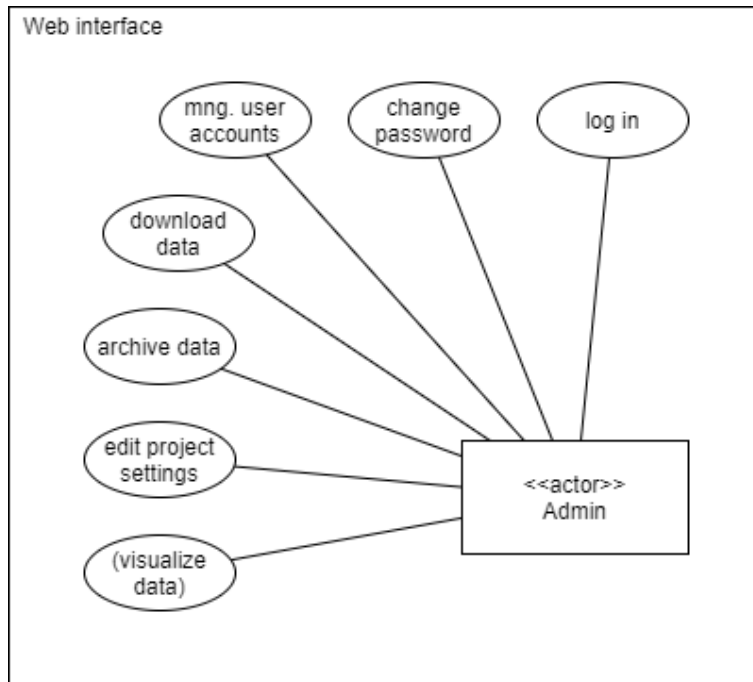 Web interface
mng. user
accounts
change
password
log in
download
data
archive data
edit project
settings
(visualize
data)
<<actor>>
Admin